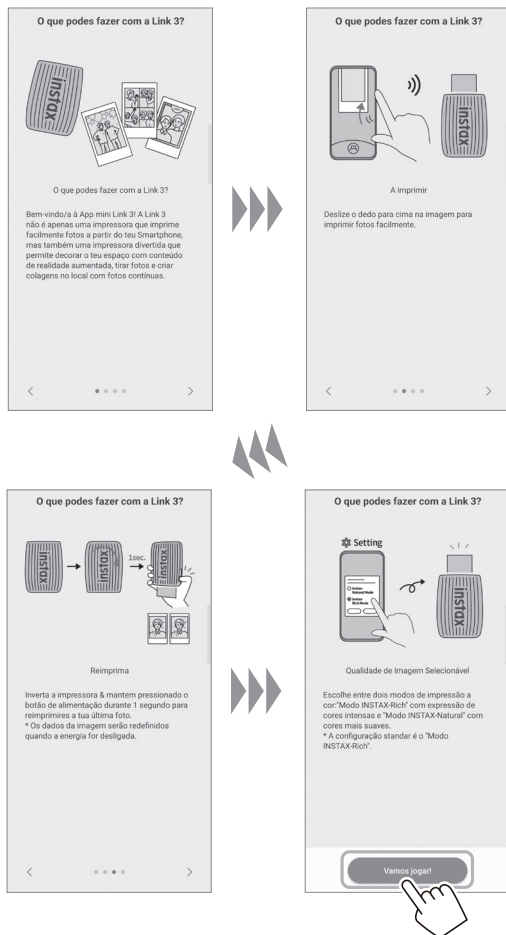 O que podes fazer com a Link 3?
instax
O que podes fazer com a Link 3?
Bem-vindo/a à App mini Link 3! A Link 3
não é apenas uma impressora que imprime
facilmente fotos a partir do teu Smartphone,
mas também uma impressora divertida que
permite decorar o teu espaço com conteúdo
de realidade aumentada, tirar fotos e criar
colagens no local com fotos contínuas.
O que podes fazer com a Link 3?
instax
A imprimir
Deslize o dedo para cima na imagem para
imprimir fotos facilmente.
O que podes fazer com a Link 3?
instax
instax
1sec.
instax
Reimprima
Inverta a impressora & mantem pressionado o
botão de alimentação durante 1 segundo para
reimprimires a tua última foto.
* Os dados da imagem serão redefinidos
quando a energia for desligada.
O que podes fazer com a Link 3?
Setting
instax
Natural Mode
instax
Rich Mode
instax
Qualidade de Imagem Selecionável
Escolhe entre dois modos de impressão a
cor:"Modo INSTAX-Rich" com expressão de
cores intensas e "Modo INSTAX-Natural" com
cores mais suaves.
* A configuração standar é o "Modo
INSTAX-Rich".
Vamos jogar!